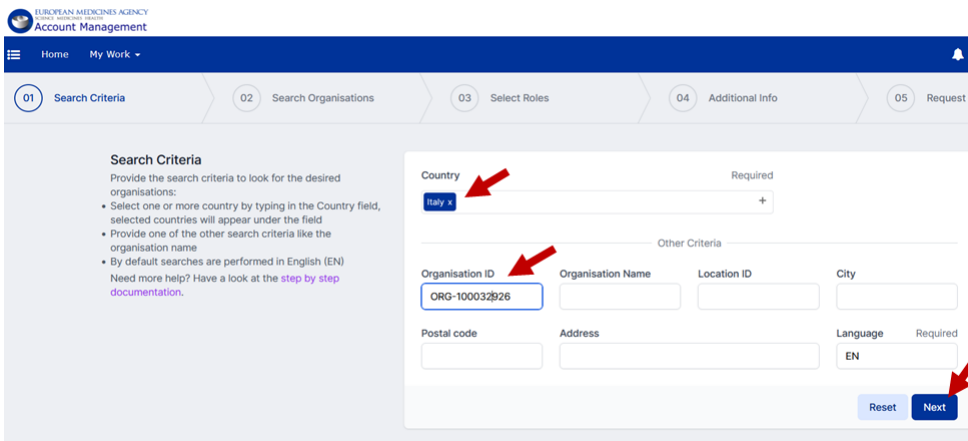 EUROPEAN MEDICINES AGENCY
SCIENCE MEDICINES HEALTH
Account Management
Home My Work
01 Search Criteria 02 Search Organisations 03 Select Roles 04 Additional Info 05 Request
Search Criteria
Provide the search criteria to look for the desired
organisations:
• Select one or more country by typing in the Country field,
selected countries will appear under the field
• Provide one of the other search criteria like the
organisation name
• By default searches are performed in English (EN)
Need more help? Have a look at the step by step
documentation.
Country Required
Italy x +
Other Criteria
Organisation ID Organisation Name Location ID City
ORG-100032926
Postal code Address Language Required
EN
Reset Next